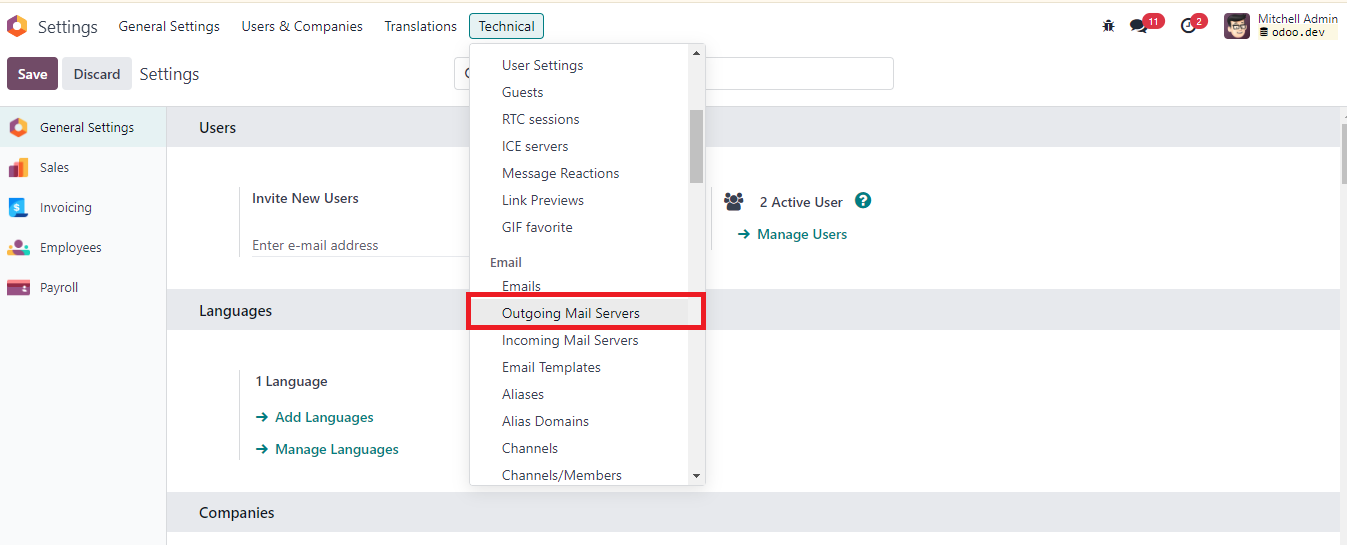 Settings General Settings Users & Companies Translations Technical 11 2 Mitchell Admin
odoo.dev
Save Discard Settings
General Settings
Sales
Invoicing
Employees
Payroll
User Settings
Guests
RTC sessions
ICE servers
Message Reactions
Link Previews
GIF favorite
Email
Emails
Outgoing Mail Servers
Incoming Mail Servers
Email Templates
Aliases
Alias Domains
Channels
Channels/Members
Users
Invite New Users
Enter e-mail address
2 Active User ?
Manage Users
Languages
1 Language
Add Languages
Manage Languages
Companies